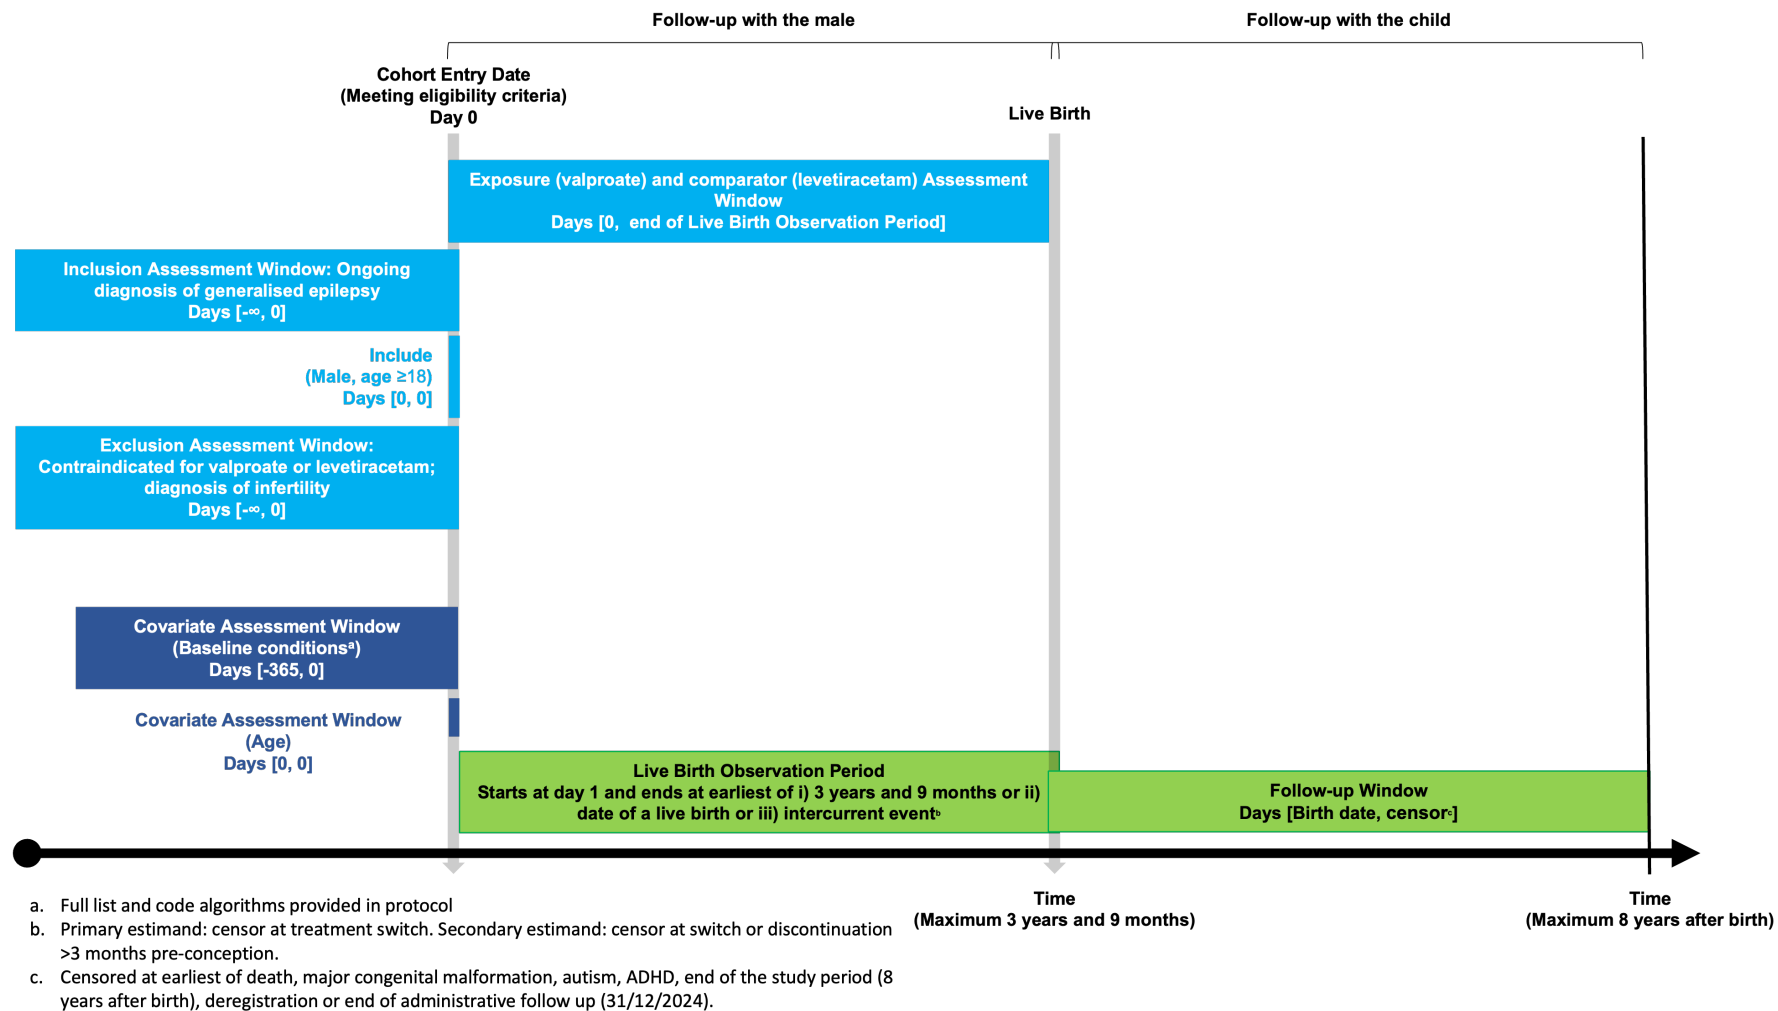 Follow-up with the male
Follow-up with the child
Cohort Entry Date
(Meeting eligibility criteria)
Day 0
Live Birth
Exposure (valproate) and comparator (levetiracetam) Assessment
Window
Days [0,  end of Live Birth Observation Period]
Inclusion Assessment Window: Ongoing
diagnosis of generalised epilepsy
Days [-∞, 0]
Include
(Male, age ≥18)
Days [0, 0]
Exclusion Assessment Window:
Contraindicated for valproate or levetiracetam;
diagnosis of infertility
Days [-∞, 0]
Covariate Assessment Window
(Baseline conditionsᵃ)
Days [-365, 0]
Covariate Assessment Window
(Age)
Days [0, 0]
Live Birth Observation Period
Starts at day 1 and ends at earliest of i) 3 years and 9 months or ii)
date of a live birth or iii) intercurrent eventᵇ
Follow-up Window
Days [Birth date, censorᶜ]
Time
(Maximum 3 years and 9 months)
Time
(Maximum 8 years after birth)
a. Full list and code algorithms provided in protocol
b. Primary estimand: censor at treatment switch. Secondary estimand: censor at switch or discontinuation
>3 months pre-conception.
c. Censored at earliest of death, major congenital malformation, autism, ADHD, end of the study period (8
years after birth), deregistration or end of administrative follow up (31/12/2024).